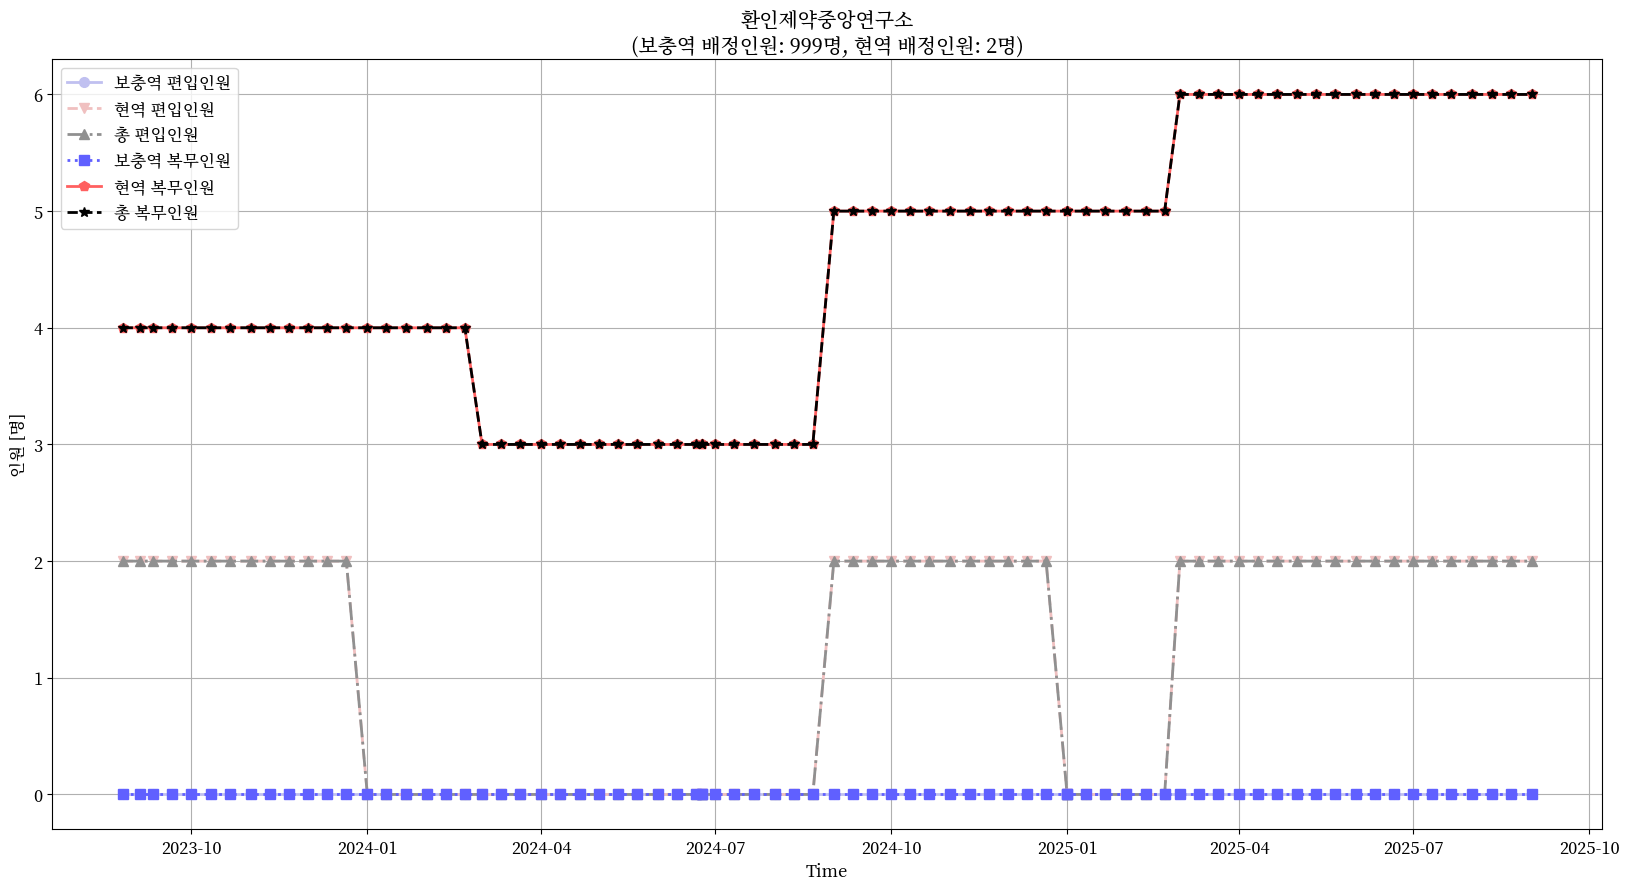 환인제약중앙연구소
(보충역 배정인원: 999명, 현역 배정인원: 2명)
보충역 편입인원
현역 편입인원
총 편입인원
보충역 복무인원
현역 복무인원
총 복무인원
인원 [명]
6
5
4
3
2
1
0
2023-10
2024-01
2024-04
2024-07
2024-10
2025-01
2025-04
2025-07
2025-10
Time